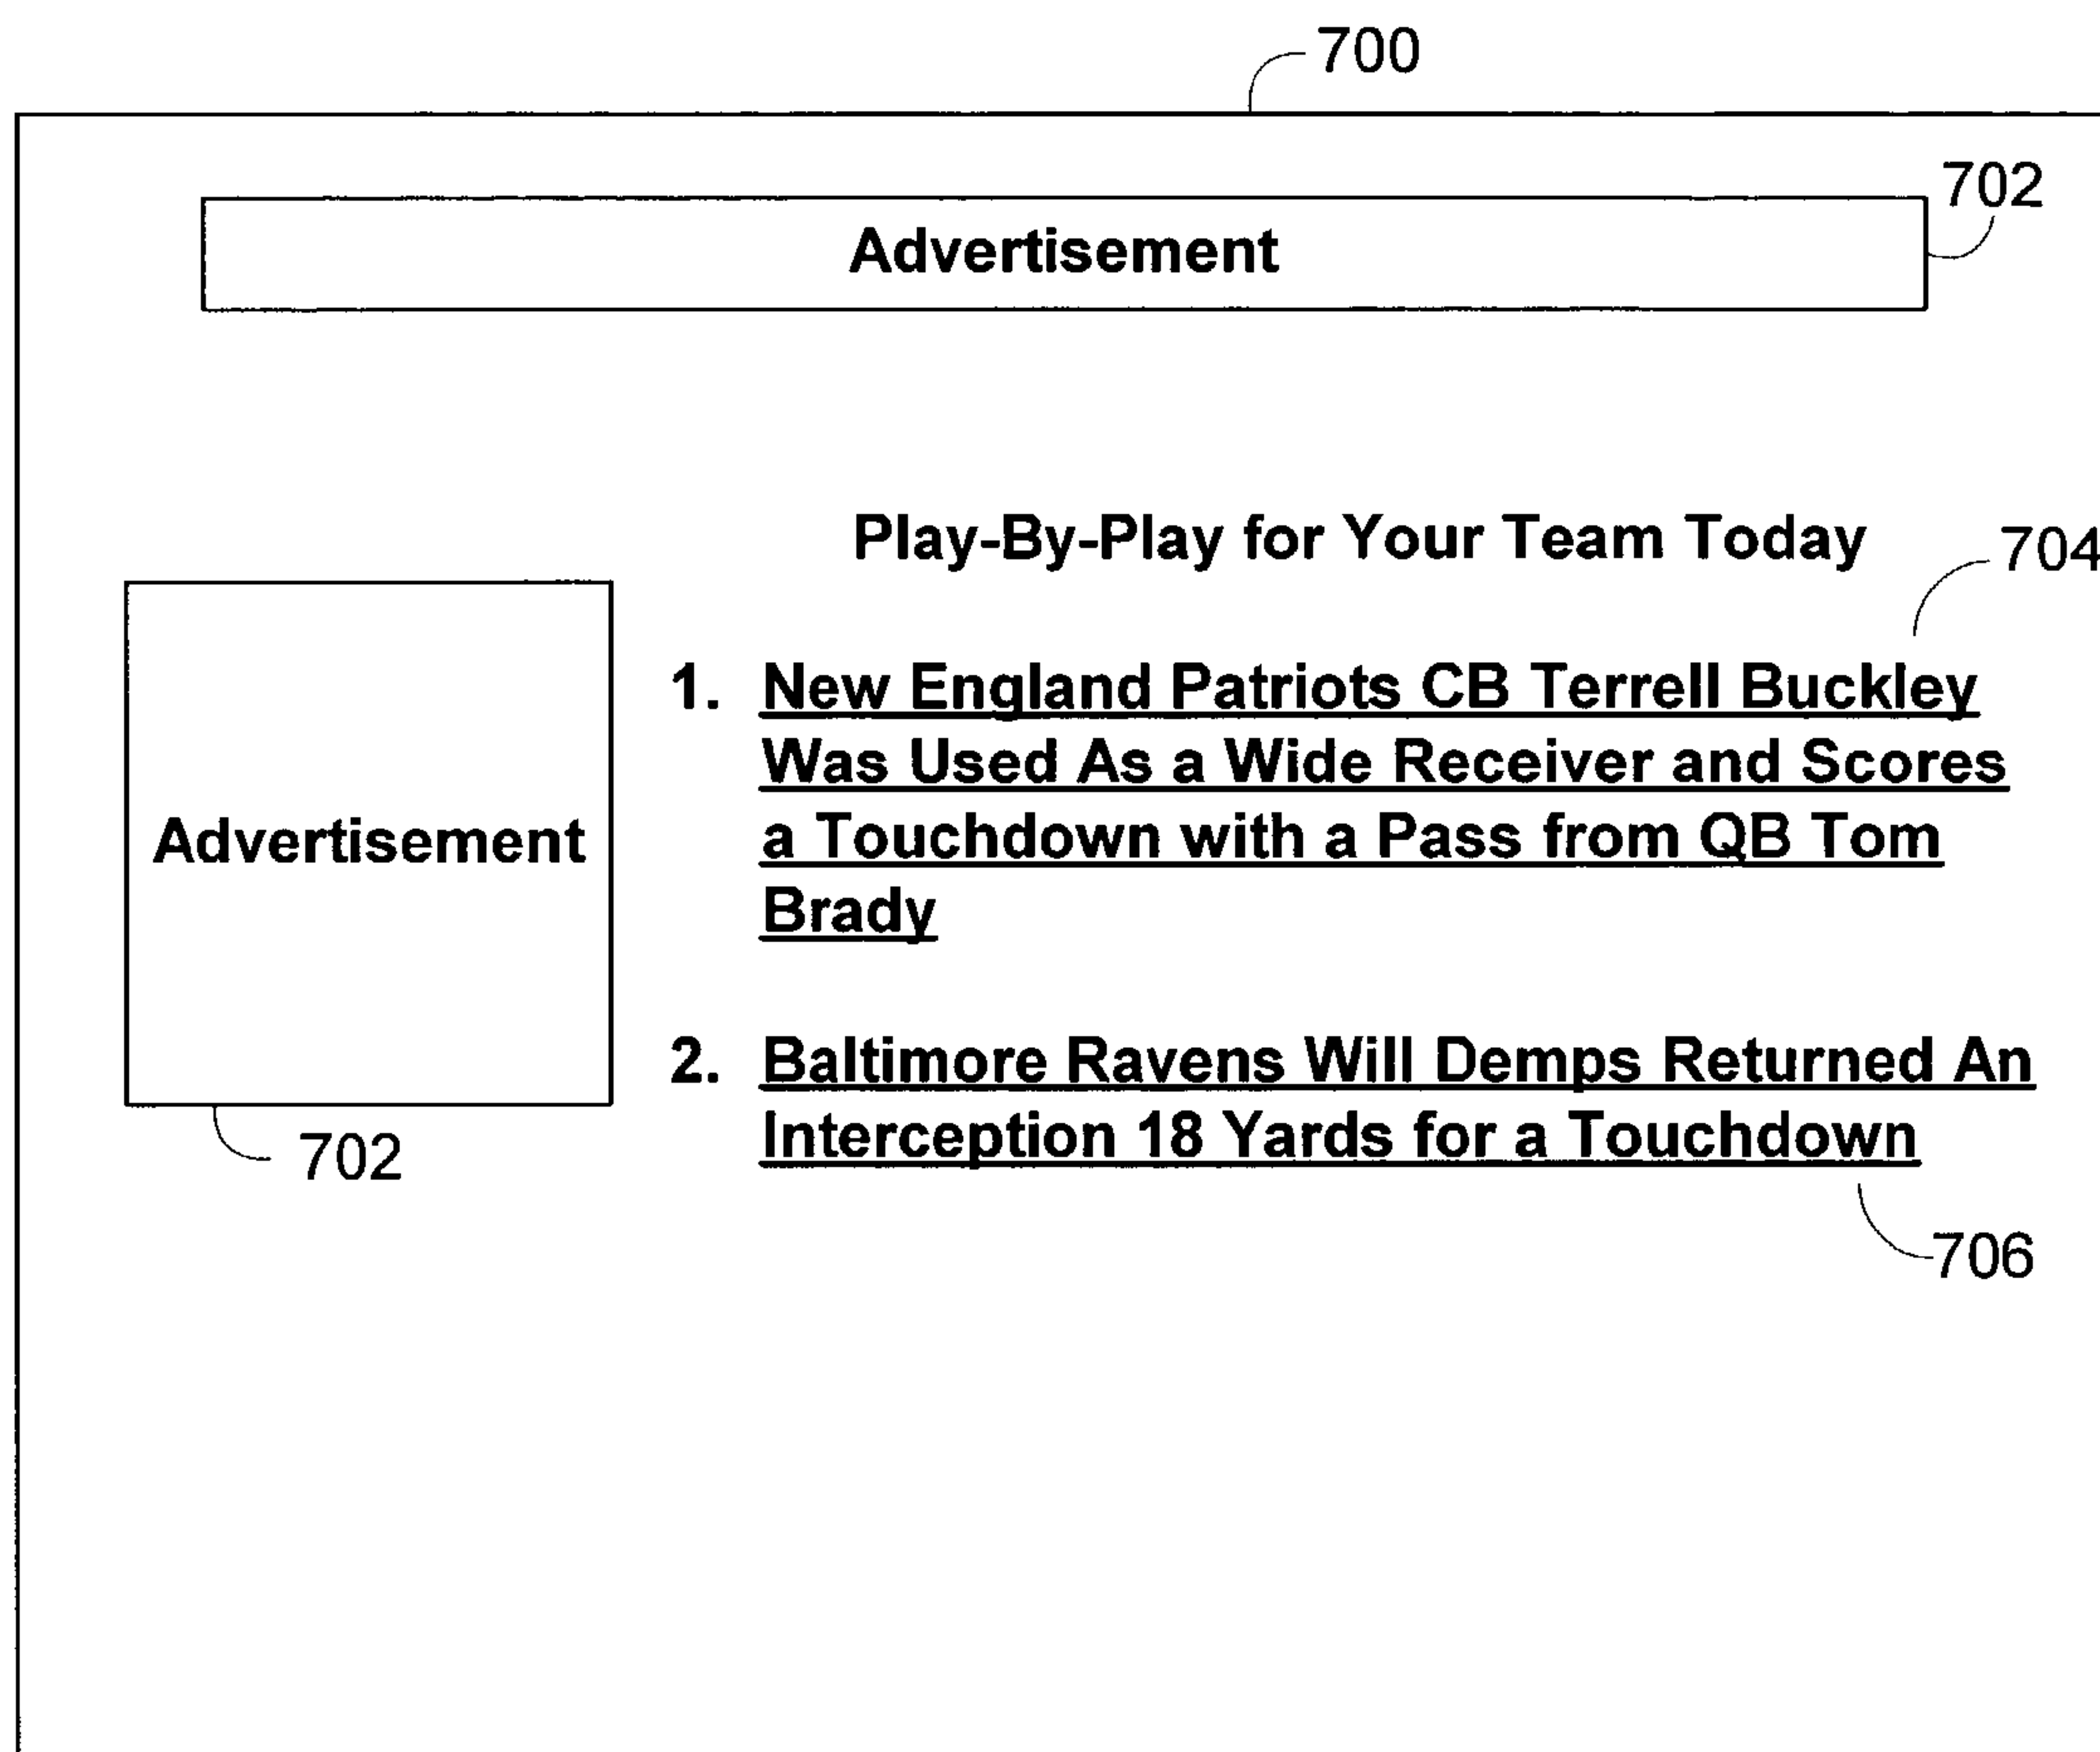 700
702
Advertisement
Play-By-Play for Your Team Today
704
1. New England Patriots CB Terrell Buckley
Was Used As a Wide Receiver and Scores
a Touchdown with a Pass from QB Tom
Brady
Advertisement
2. Baltimore Ravens Will Demps Returned An
Interception 18 Yards for a Touchdown
702
706